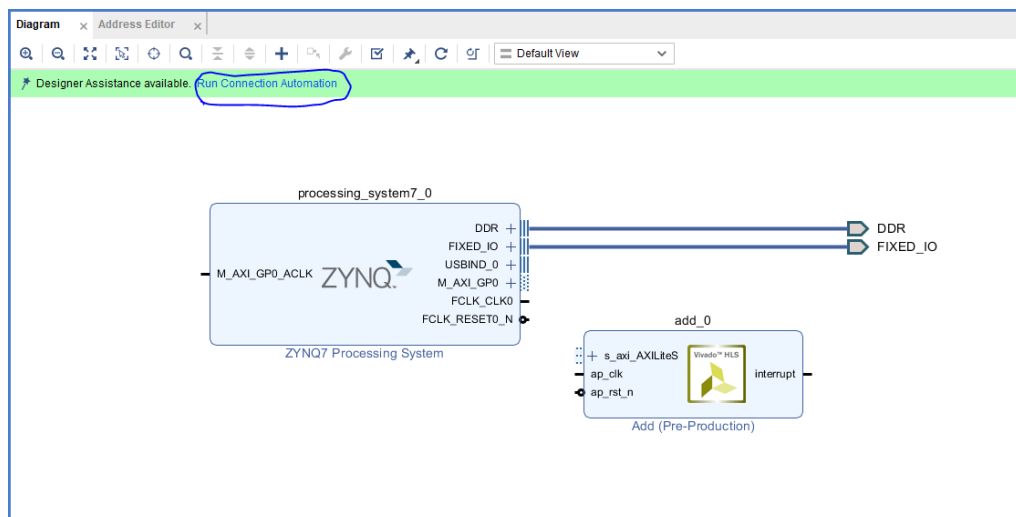 Diagram × Address Editor ×
Default View
Designer Assistance available. Run Connection Automation
processing_system7_0
DDR
FIXED_IO
USBIND_0
M_AXI_GP0_ACLK
ZYNQ
M_AXI_GP0
FCLK_CLK0
FCLK_RESET0_N
ZYNQ7 Processing System
DDR
FIXED_IO
add_0
s_axi_AXILiteS
ap_clk
ap_rst_n
Vivado™ HLS
interrupt
Add (Pre-Production)